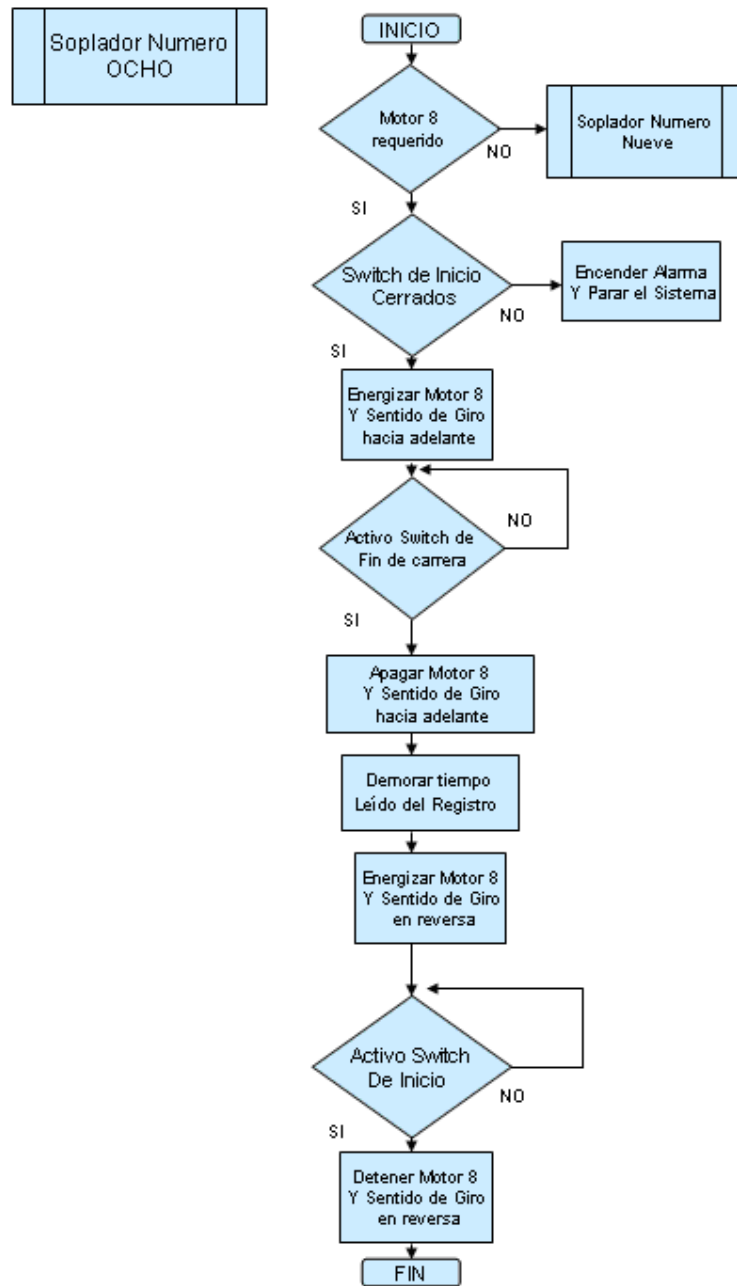 Soplador Numero
OCHO
INICIO
Motor 8
requerido
NO
Soplador Numero
Nueve
SI
Switch de Inicio
Cerrados
NO
Encender Alarma
Y Parar el Sistema
SI
Energizar Motor 8
Y Sentido de Giro
hacia adelante
Activo Switch de
Fin de carrera
NO
SI
Apagar Motor 8
Y Sentido de Giro
hacia adelante
Demorar tiempo
Leído del Registro
Energizar Motor 8
Y Sentido de Giro
en reversa
Activo Switch
De Inicio
NO
SI
Detener Motor 8
Y Sentido de Giro
en reversa
FIN